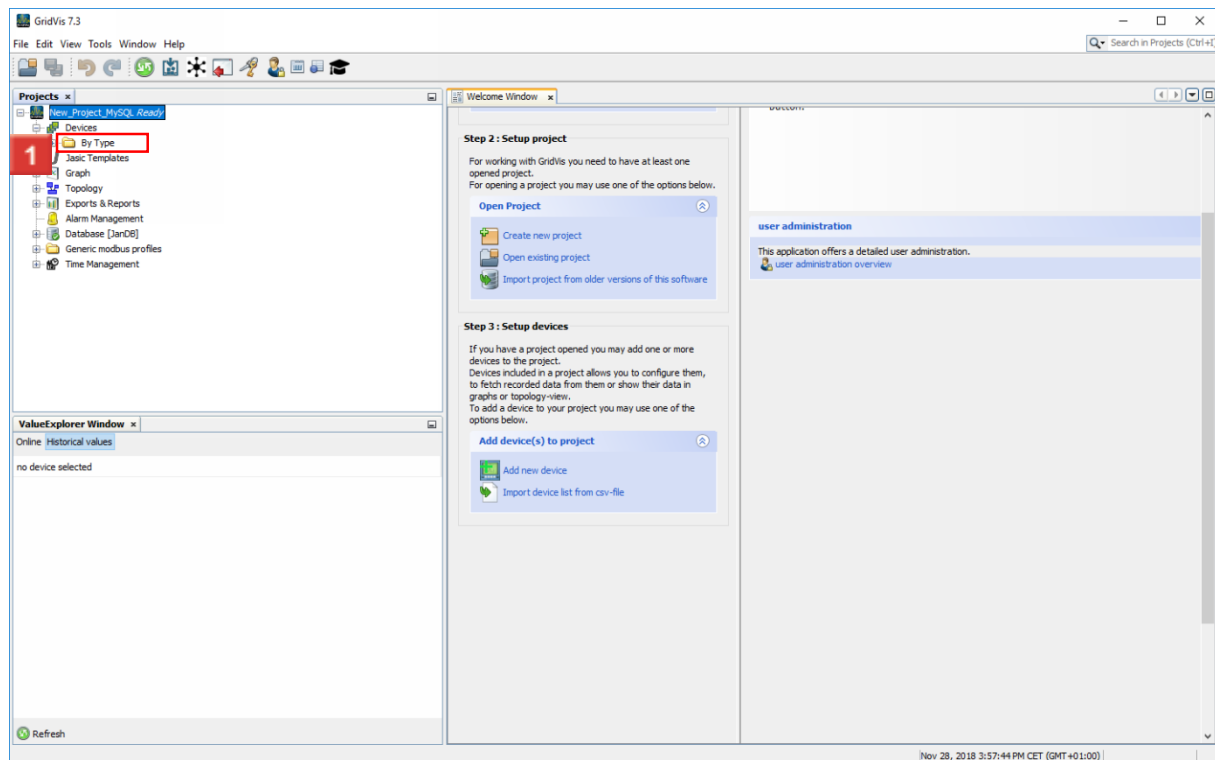 GridVis 7.3
File Edit View Tools Window Help
Search in Projects (Ctrl+I)
Projects
New_Project_MySQL Ready
Devices
By Type
1
Jasic Templates
Graph
Topology
Exports & Reports
Alarm Management
Database [JanDB]
Generic modbus profiles
Time Management
ValueExplorer Window
Online Historical values
no device selected
Refresh
Welcome Window
Step 2 : Setup project
For working with GridVis you need to have at least one
opened project.
For opening a project you may use one of the options below.
Open Project
Create new project
Open existing project
Import project from older versions of this software
Step 3 : Setup devices
If you have a project opened you may add one or more
devices to the project.
Devices included in a project allows you to configure them,
to fetch recorded data from them or show their data in
graphs or topology-view.
To add a device to your project you may use one of the
options below.
Add device(s) to project
Add new device
Import device list from csv-file
button.
user administration
This application offers a detailed user administration.
user administration overview
Nov 28, 2018 3:57:44 PM CET (GMT+01:00)